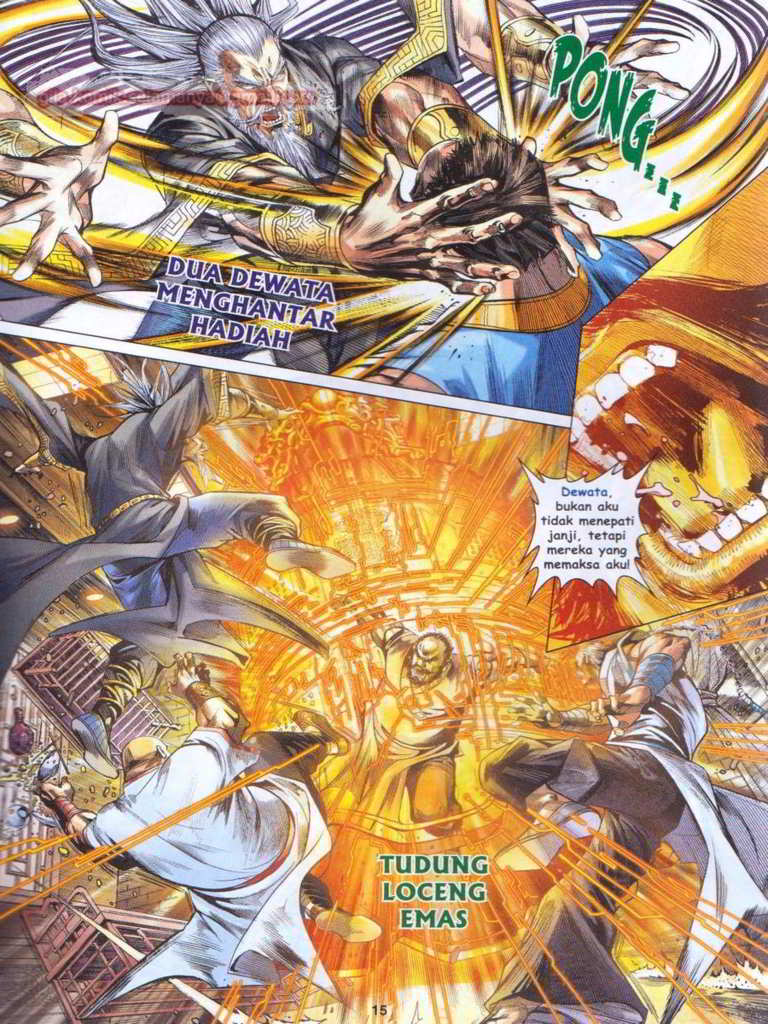 PONG...
DUA DEWATA
MENGHANTAR
HADIAH
Dewata,
bukan aku
tidak menepati
janji, tetapi
mereka yang
memaksa aku!
TUDUNG
LOCENG
EMAS
15